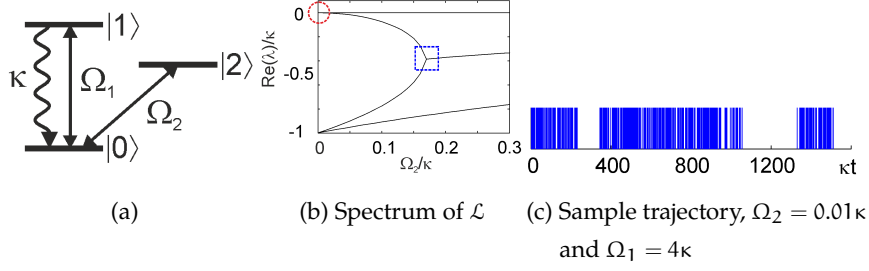 |1⟩
|2⟩
κ
Ω₁
Ω₂
|0⟩
(a)
Re(λ)/κ
0
-0.5
-1
0
0.1
0.2
0.3
Ω₂/κ
(b) Spectrum of ℒ
0
400
800
1200
κt
(c) Sample trajectory, Ω₂ = 0.01κ
and Ω₁ = 4κ